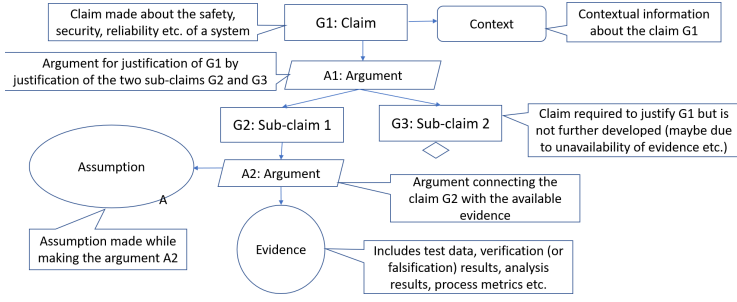 Claim made about the safety,
security, reliability etc. of a system
G1: Claim
Context
Contextual information
about the claim G1
Argument for justification of G1 by
justification of the two sub-claims G2 and G3
A1: Argument
G2: Sub-claim 1
G3: Sub-claim 2
Claim required to justify G1 but is
not further developed (maybe due
to unavailability of evidence etc.)
Assumption
A
A2: Argument
Argument connecting the
claim G2 with the available
evidence
Assumption made while
making the argument A2
Evidence
Includes test data, verification (or
falsification) results, analysis
results, process metrics etc.